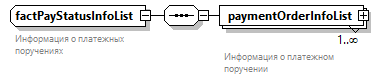 factPayStatusInfoList
paymentOrderInfoList
Информация о платежных
поручениях
1..∞
Информация о платежном
поручении